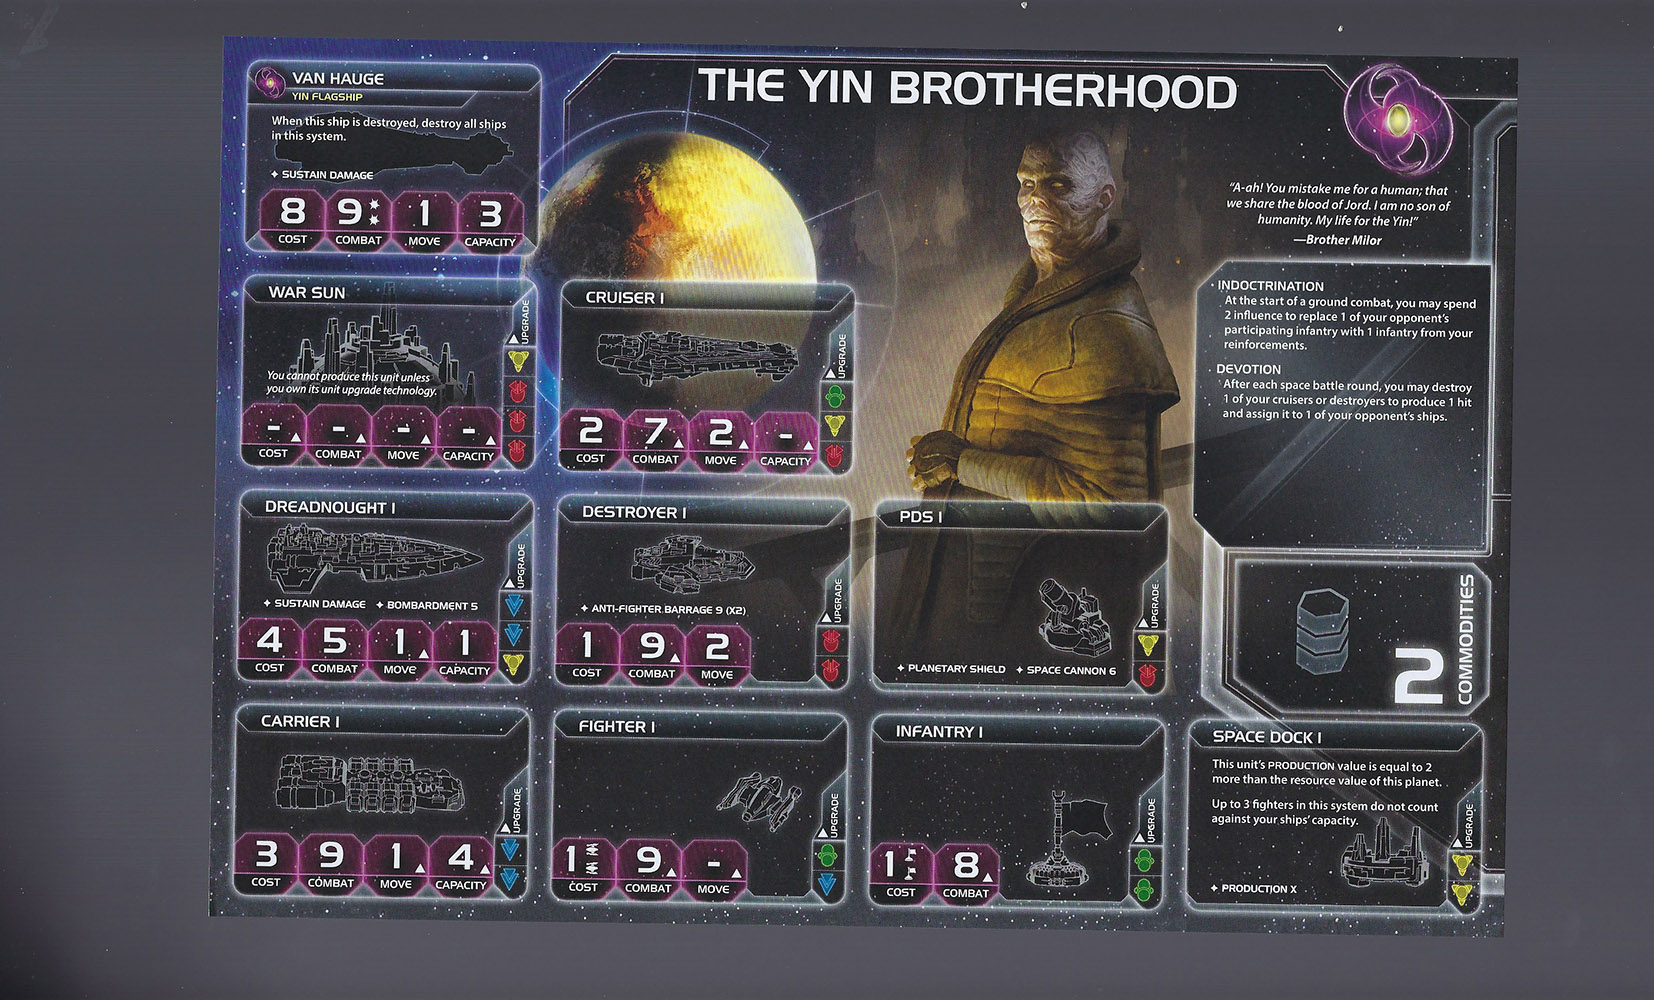 THE YIN BROTHERHOOD
VAN HAUGE
YIN FLAGSHIP
When this ship is destroyed, destroy all ships
in this system.
✦ SUSTAIN DAMAGE
8 9 1 3
COST COMBAT MOVE CAPACITY
"A-ah! You mistake me for a human; that
we share the blood of Jord. I am no son of
humanity. My life for the Yin!"
—Brother Milor
WAR SUN
You cannot produce this unit unless
you own its unit upgrade technology.
- - - -
COST COMBAT MOVE CAPACITY
UPGRADE
CRUISER I
2 7 2 -
COST COMBAT MOVE CAPACITY
UPGRADE
INDOCTRINATION
At the start of a ground combat, you may spend
2 influence to replace 1 of your opponent's
participating infantry with 1 infantry from your
reinforcements.
DEVOTION
After each space battle round, you may destroy
1 of your cruisers or destroyers to produce 1 hit
and assign it to 1 of your opponent's ships.
DREADNOUGHT I
✦ SUSTAIN DAMAGE ✦ BOMBARDMENT 5
4 5 1 1
COST COMBAT MOVE CAPACITY
UPGRADE
DESTROYER I
✦ ANTI-FIGHTER BARRAGE 9 (X2)
1 9 2
COST COMBAT MOVE
UPGRADE
PDS I
✦ PLANETARY SHIELD ✦ SPACE CANNON 6
UPGRADE
2
COMMODITIES
CARRIER I
3 9 1 4
COST COMBAT MOVE CAPACITY
UPGRADE
FIGHTER I
1 9 -
COST COMBAT MOVE
UPGRADE
INFANTRY I
1 8
COST COMBAT
UPGRADE
SPACE DOCK I
This unit's PRODUCTION value is equal to 2
more than the resource value of this planet.
Up to 3 fighters in this system do not count
against your ships' capacity.
✦ PRODUCTION X
UPGRADE